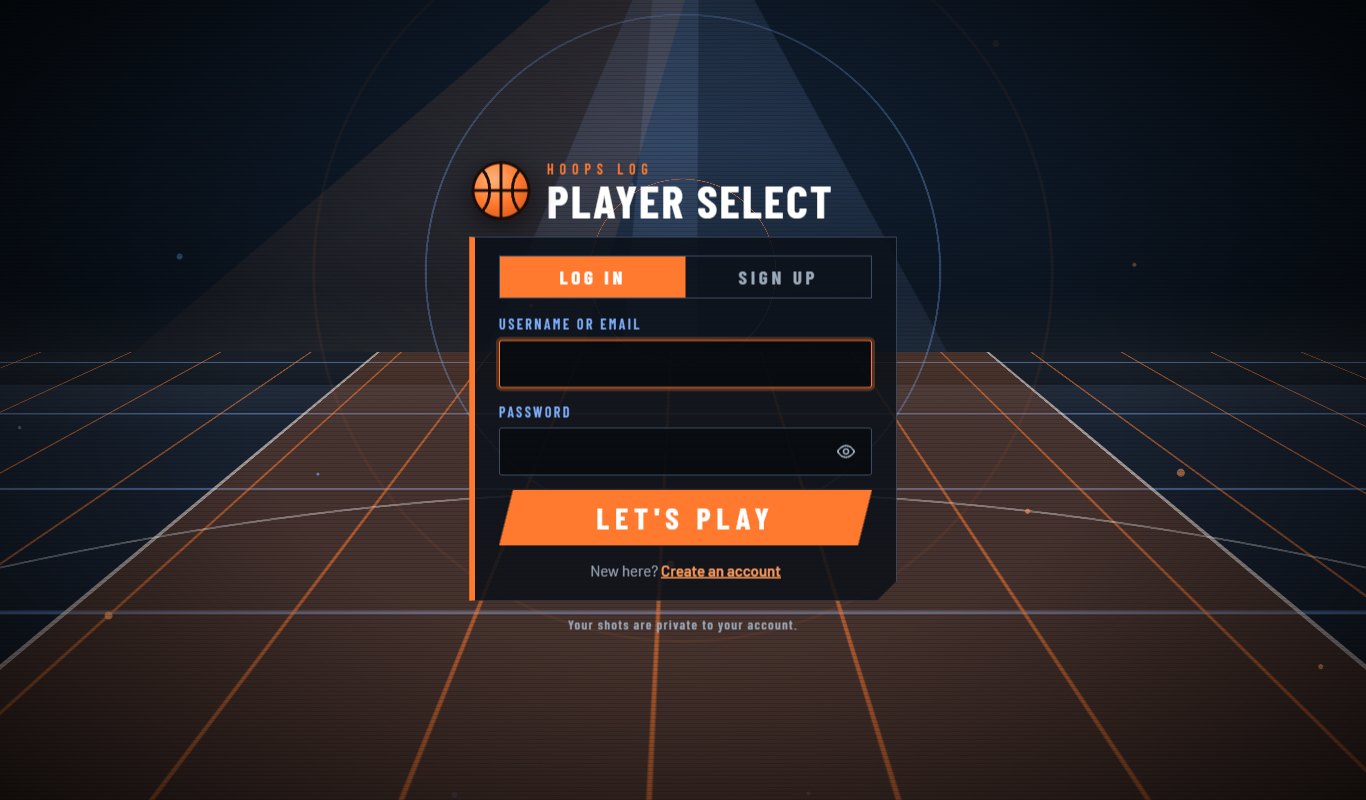 HOOPS LOG
PLAYER SELECT
LOG IN
SIGN UP
USERNAME OR EMAIL
PASSWORD
LET'S PLAY
New here? Create an account
Your shots are private to your account.